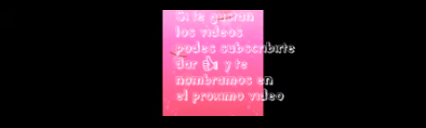 Si te gustan
los videos
podes subscribirte
dar 👍 y te
nombramos en
el proximo video